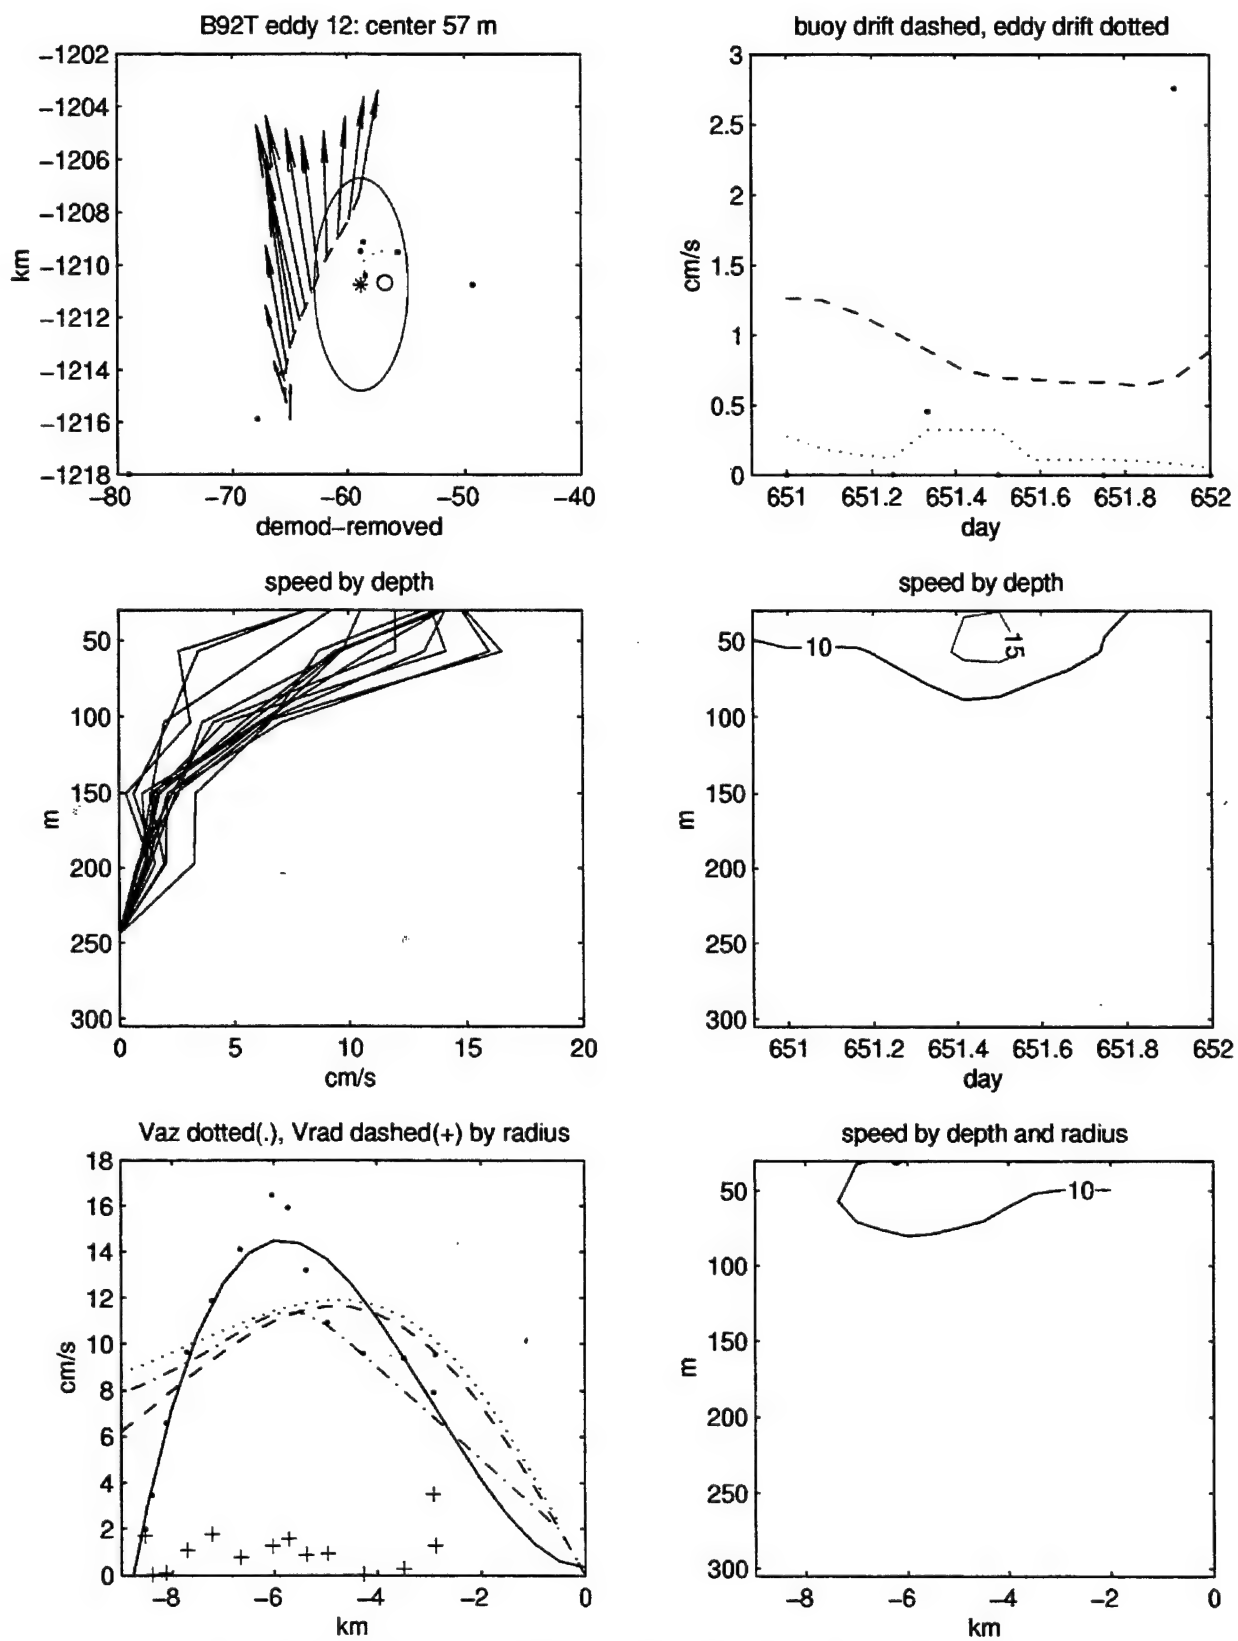 B92T eddy 12: center 57 m
−1202
−1204
−1206
−1208
−1210
−1212
−1214
−1216
−1218
km
−80 −70 −60 −50 −40
demod−removed
buoy drift dashed, eddy drift dotted
3
2.5
2
1.5
1
0.5
0
cm/s
651 651.2 651.4 651.6 651.8 652
day
speed by depth
50
100
150
200
250
300
m
0 5 10 15 20
cm/s
speed by depth
50
100
150
200
250
300
m
10
15
651 651.2 651.4 651.6 651.8 652
day
Vaz dotted(.), Vrad dashed(+) by radius
18
16
14
12
10
8
6
4
2
0
cm/s
−8 −6 −4 −2 0
km
speed by depth and radius
50
100
150
200
250
300
m
10
−8 −6 −4 −2 0
km